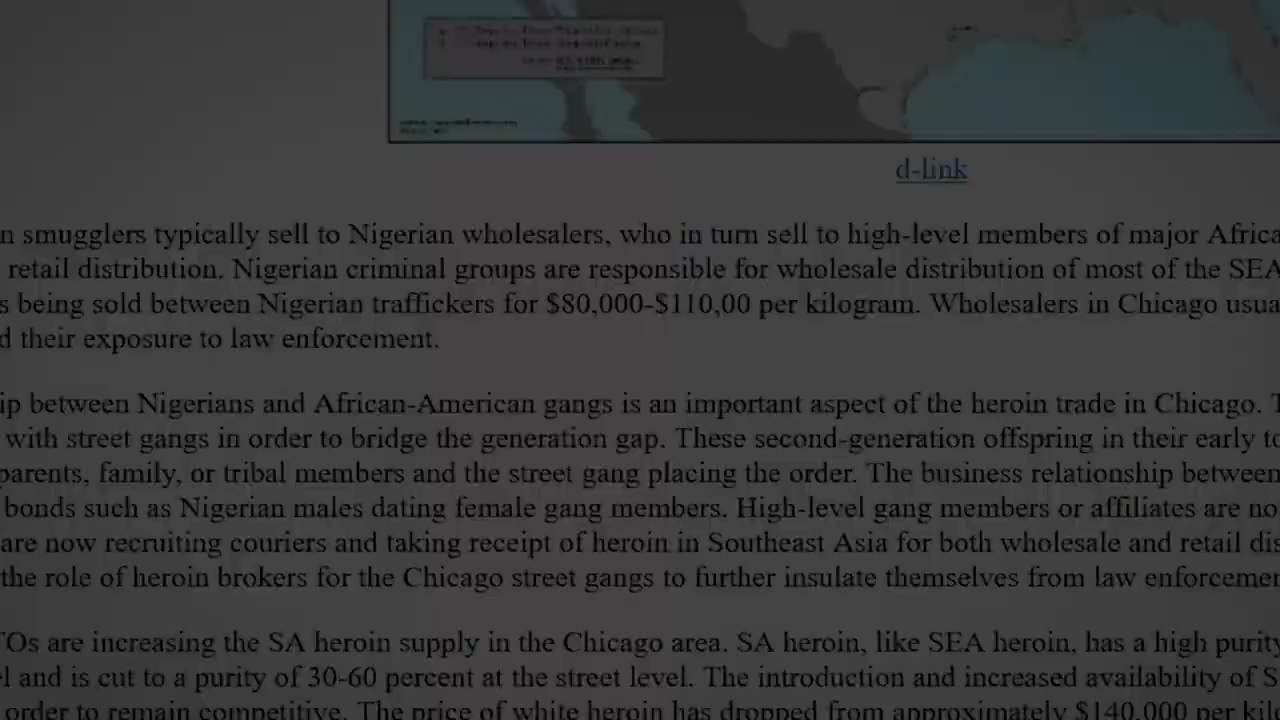 d-link
n smugglers typically sell to Nigerian wholesalers, who in turn sell to high-level members of major Africa
retail distribution. Nigerian criminal groups are responsible for wholesale distribution of most of the SEA
s being sold between Nigerian traffickers for $80,000-$110,00 per kilogram. Wholesalers in Chicago usua
d their exposure to law enforcement.
ip between Nigerians and African-American gangs is an important aspect of the heroin trade in Chicago. T
with street gangs in order to bridge the generation gap. These second-generation offspring in their early to
parents, family, or tribal members and the street gang placing the order. The business relationship between
bonds such as Nigerian males dating female gang members. High-level gang members or affiliates are no
are now recruiting couriers and taking receipt of heroin in Southeast Asia for both wholesale and retail dis
the role of heroin brokers for the Chicago street gangs to further insulate themselves from law enforcemen
TOs are increasing the SA heroin supply in the Chicago area. SA heroin, like SEA heroin, has a high purity
l and is cut to a purity of 30-60 percent at the street level. The introduction and increased availability of S
order to remain competitive. The price of white heroin has dropped from approximately $140,000 per kil